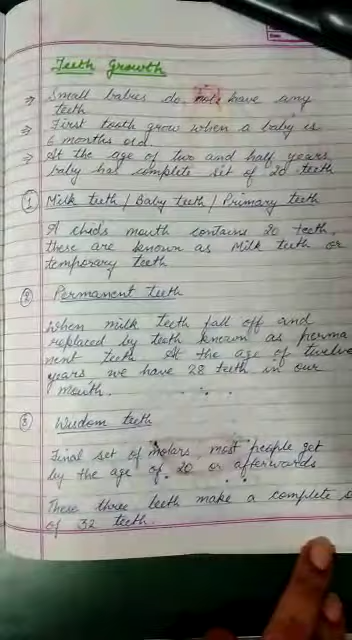 Teeth Growth
⇒ Small babies do not have any
teeth
⇒ First tooth grow when a baby is
6 months old.
⇒ At the age of two and half years
baby has complete set of 20 teeth
① Milk teeth / Baby teeth / Primary teeth
A chids mouth contains 20 teeth,
these are known as Milk teeth or
temporary teeth
② Permanent teeth
When milk teeth fall off and
replaced by teeth known as perma
nent teeth. At the age of twelve
years we have 28 teeth in our
mouth.
③ Wisdom teeth
Final set of molars, most people get
by the age of 20 or afterwards
These three teeth make a complete s
of 32 teeth.